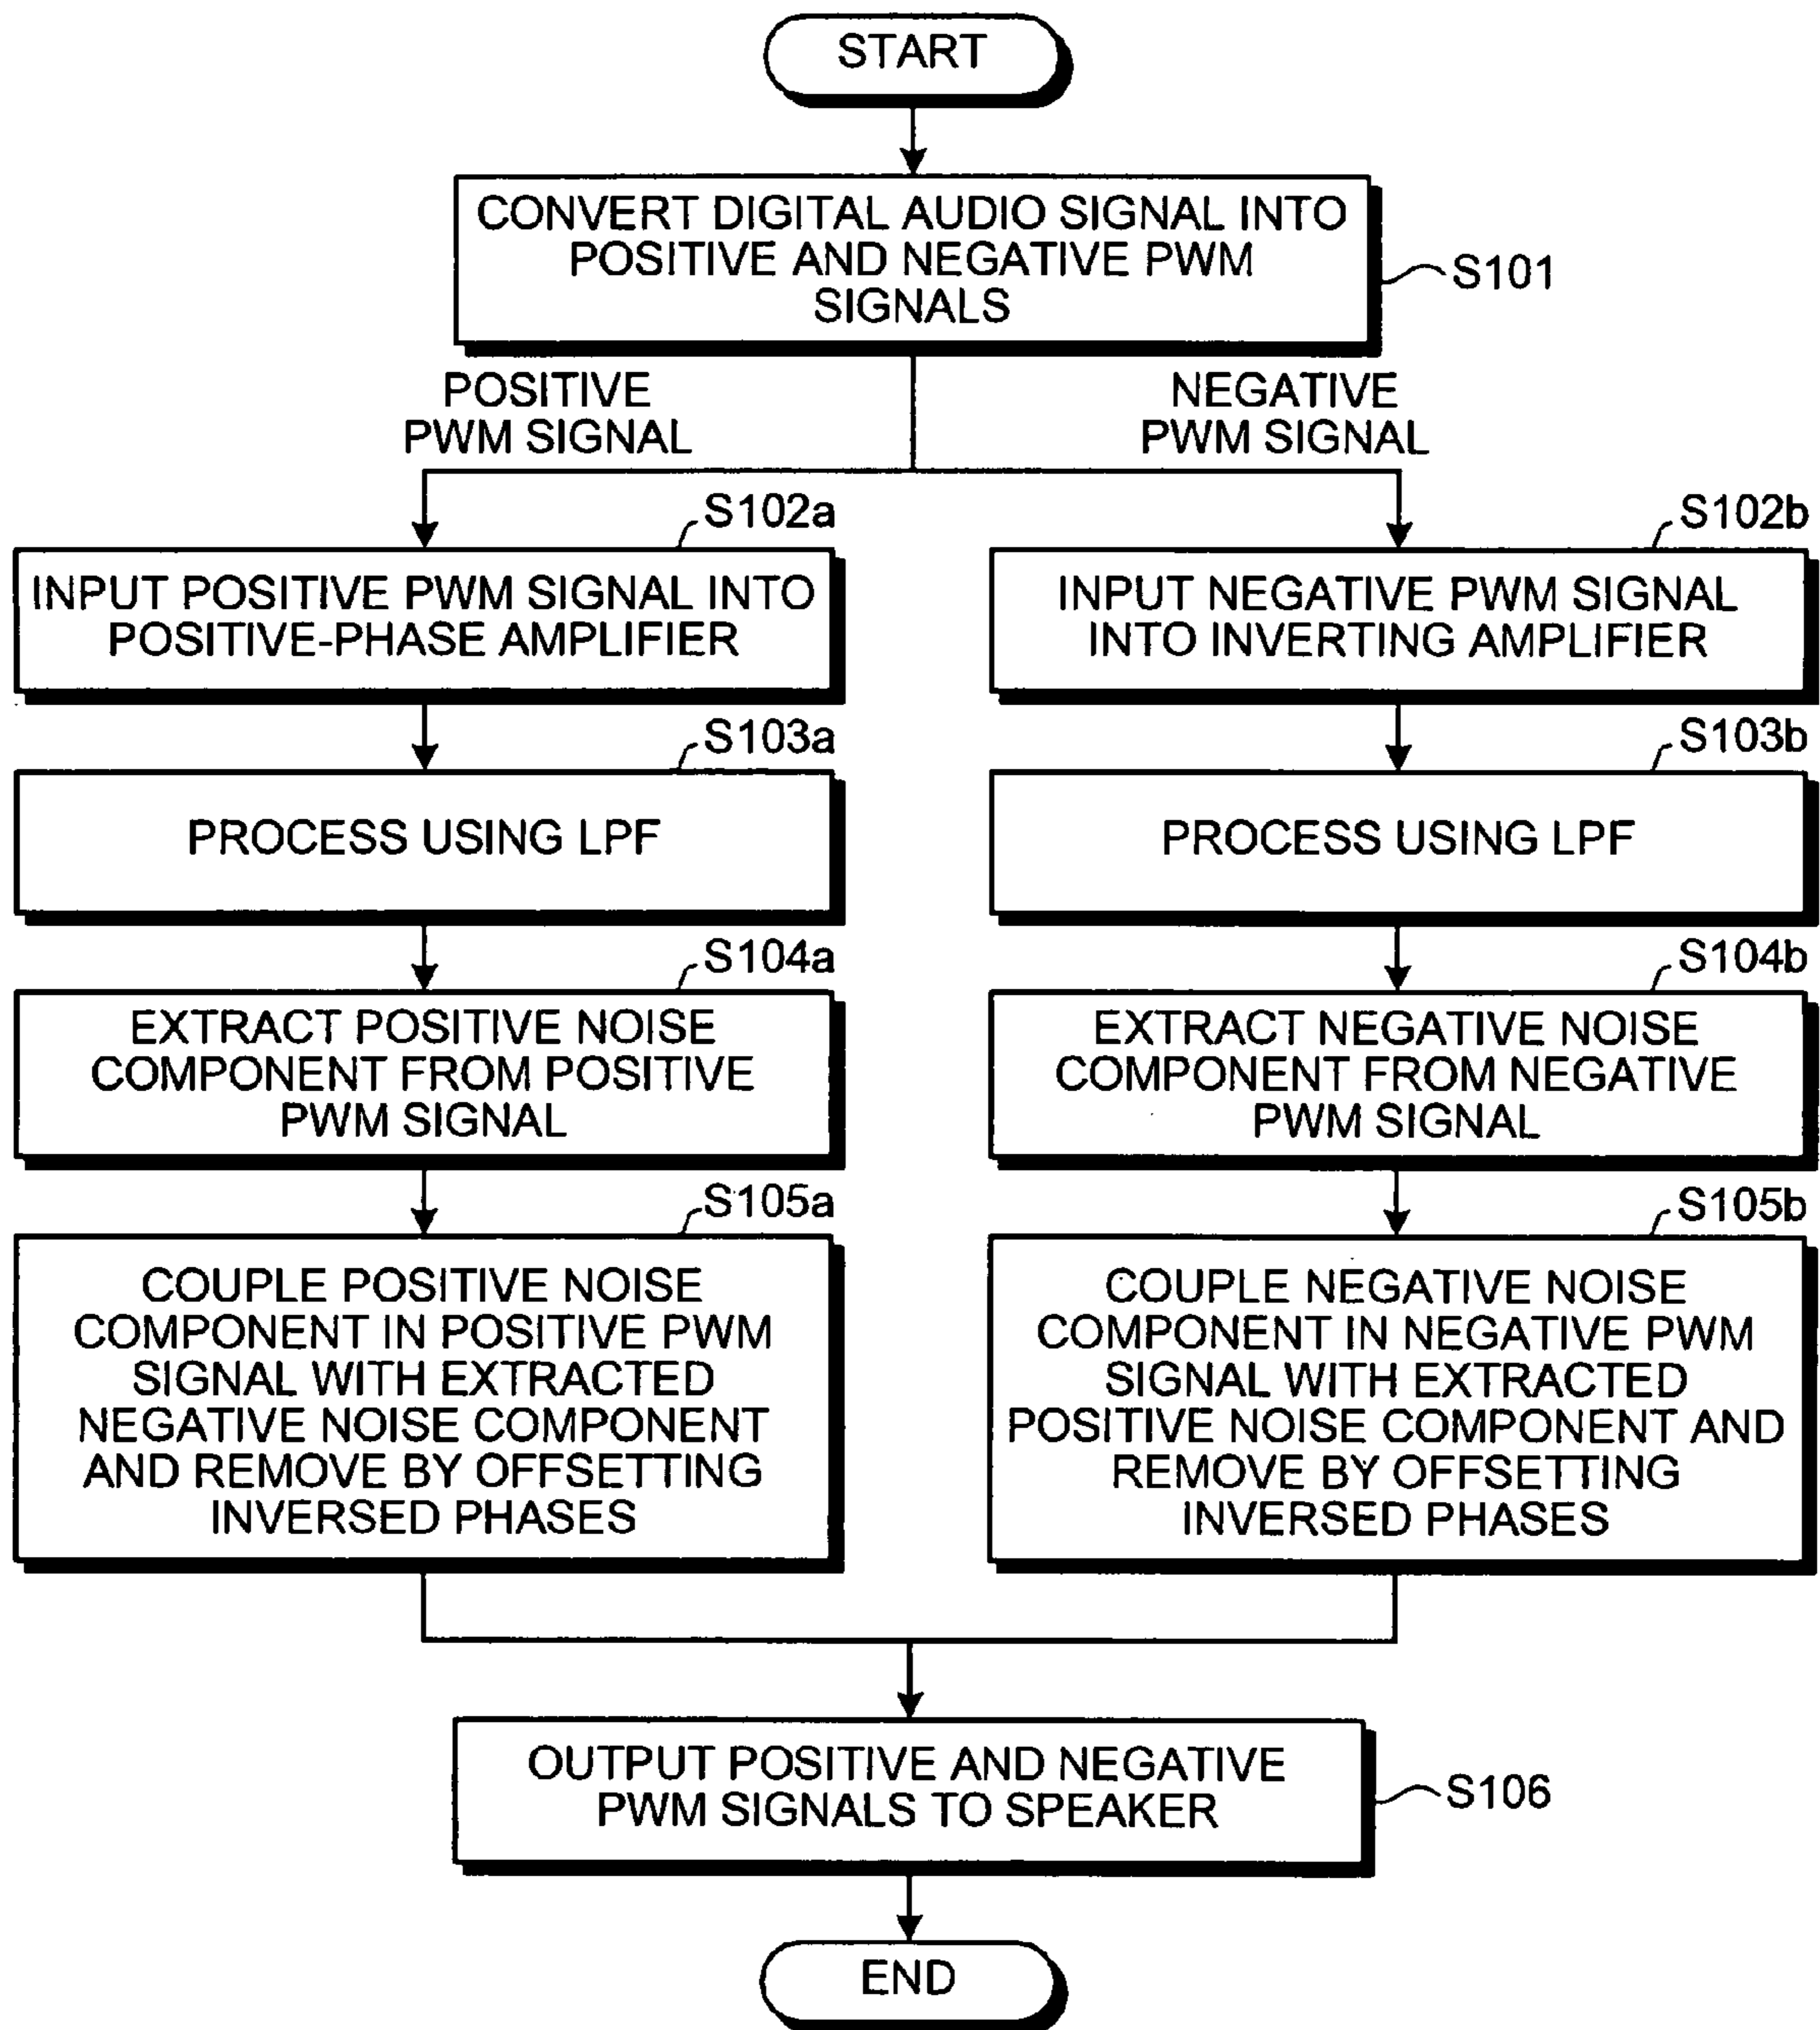 START
CONVERT DIGITAL AUDIO SIGNAL INTO
POSITIVE AND NEGATIVE PWM
SIGNALS
S101
POSITIVE
PWM SIGNAL
NEGATIVE
PWM SIGNAL
S102a
INPUT POSITIVE PWM SIGNAL INTO
POSITIVE-PHASE AMPLIFIER
S102b
INPUT NEGATIVE PWM SIGNAL
INTO INVERTING AMPLIFIER
S103a
PROCESS USING LPF
S103b
PROCESS USING LPF
S104a
EXTRACT POSITIVE NOISE
COMPONENT FROM POSITIVE
PWM SIGNAL
S104b
EXTRACT NEGATIVE NOISE
COMPONENT FROM NEGATIVE
PWM SIGNAL
S105a
COUPLE POSITIVE NOISE
COMPONENT IN POSITIVE PWM
SIGNAL WITH EXTRACTED
NEGATIVE NOISE COMPONENT
AND REMOVE BY OFFSETTING
INVERSED PHASES
S105b
COUPLE NEGATIVE NOISE
COMPONENT IN NEGATIVE PWM
SIGNAL WITH EXTRACTED
POSITIVE NOISE COMPONENT AND
REMOVE BY OFFSETTING
INVERSED PHASES
OUTPUT POSITIVE AND NEGATIVE
PWM SIGNALS TO SPEAKER
S106
END